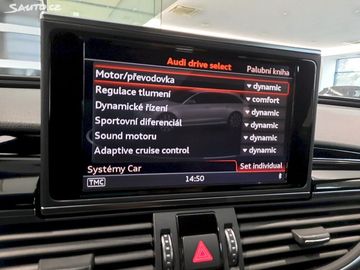 Sauto.cz
Audi drive select
Palubní kniha
Motor/převodovka dynamic
Regulace tlumení comfort
Dynamické řízení dynamic
Sportovní diferenciál dynamic
Sound motoru dynamic
Adaptive cruise control dynamic
Systémy Car Set individual
TMC 14:50